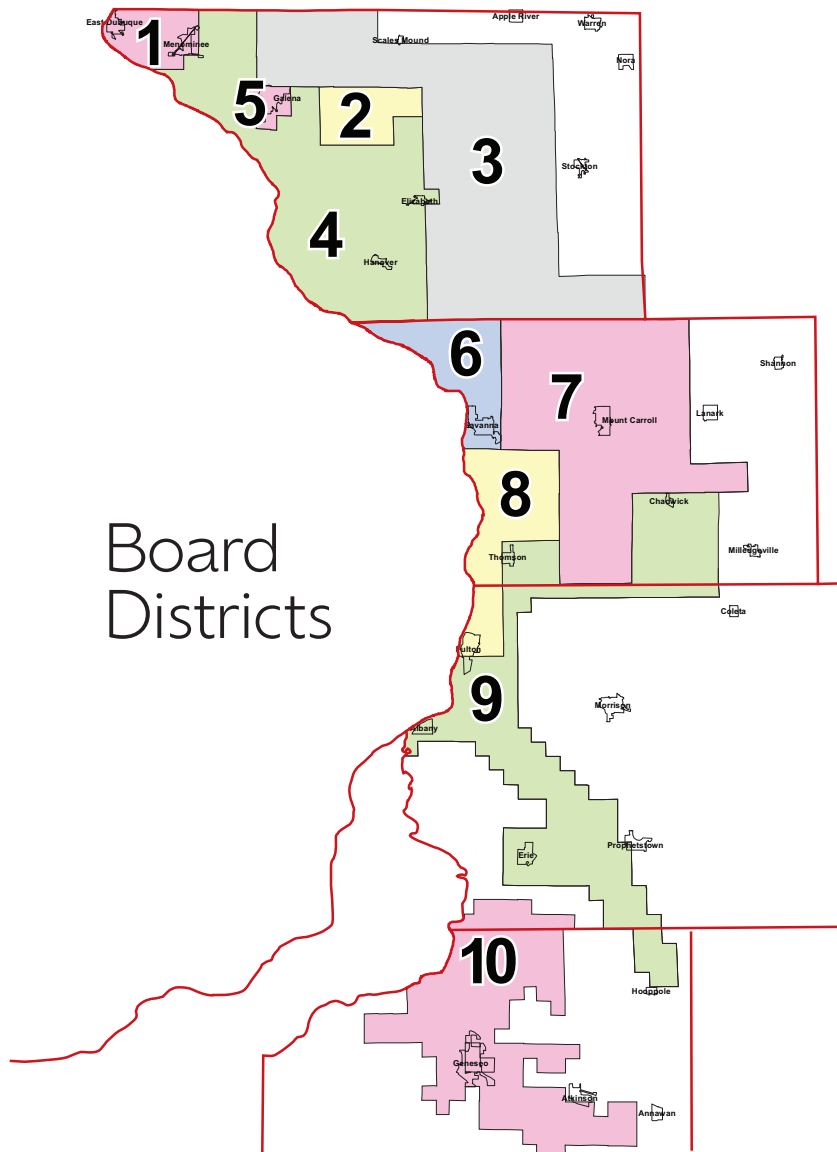 East Dubuque
1
Menominee
Apple River
Warren
Scales Mound
Nora
5
Galena
2
3
Stockton
Elizabeth
4
Hanover
6
7
Shannon
Lanark
Savanna
Mount Carroll
8
Chadwick
Board
Districts
Thomson
Milledgeville
Coleta
Fulton
9
Morrison
Albany
Prophetstown
Erie
10
Hooppole
Geneseo
Atkinson
Annawan